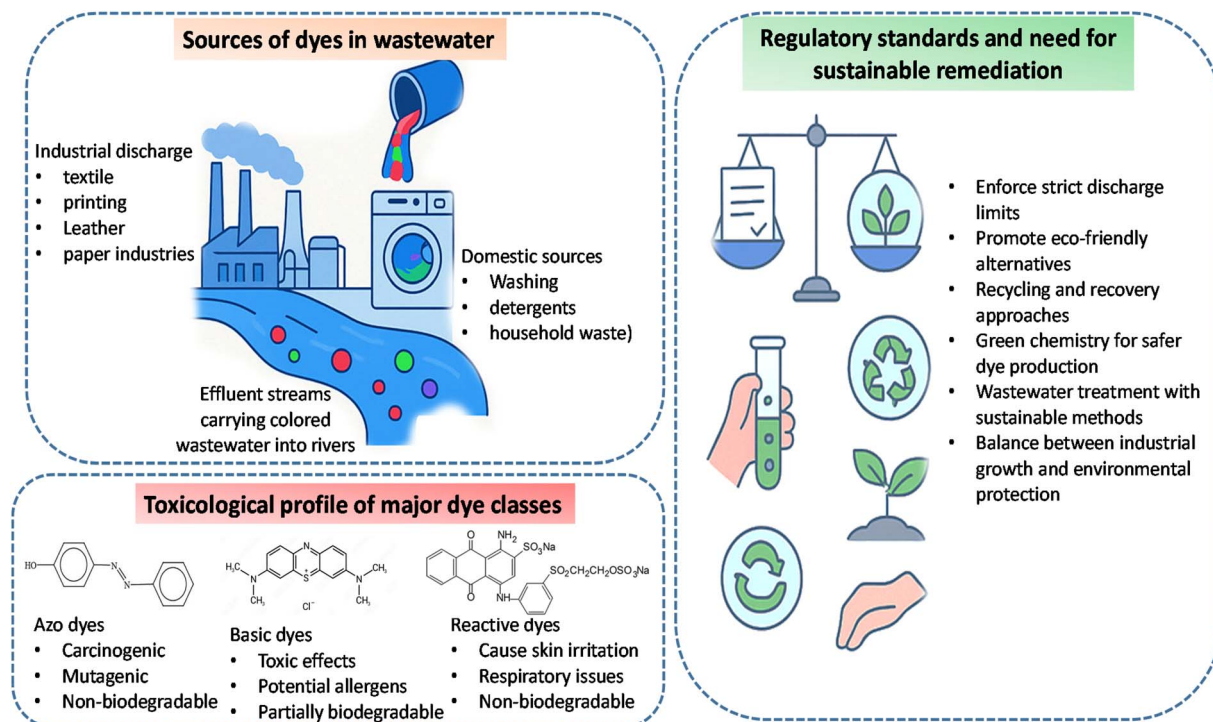 Sources of dyes in wastewater
Industrial discharge
• textile
• printing
• Leather
• paper industries
Domestic sources
• Washing
• detergents
• household waste)
Effluent streams
carrying colored
wastewater into rivers
Toxicological profile of major dye classes
HO
N
N
Azo dyes
• Carcinogenic
• Mutagenic
• Non-biodegradable
N
H₃C
N
CH₃
S⁺
N
CH₃
CH₃
Cl⁻
Basic dyes
• Toxic effects
• Potential allergens
• Partially biodegradable
O
NH₂
SO₃Na
SO₂CH₂CH₂OSO₃Na
O
NH
Reactive dyes
• Cause skin irritation
• Respiratory issues
• Non-biodegradable
Regulatory standards and need for
sustainable remediation
• Enforce strict discharge
limits
• Promote eco-friendly
alternatives
• Recycling and recovery
approaches
• Green chemistry for safer
dye production
• Wastewater treatment with
sustainable methods
• Balance between industrial
growth and environmental
protection